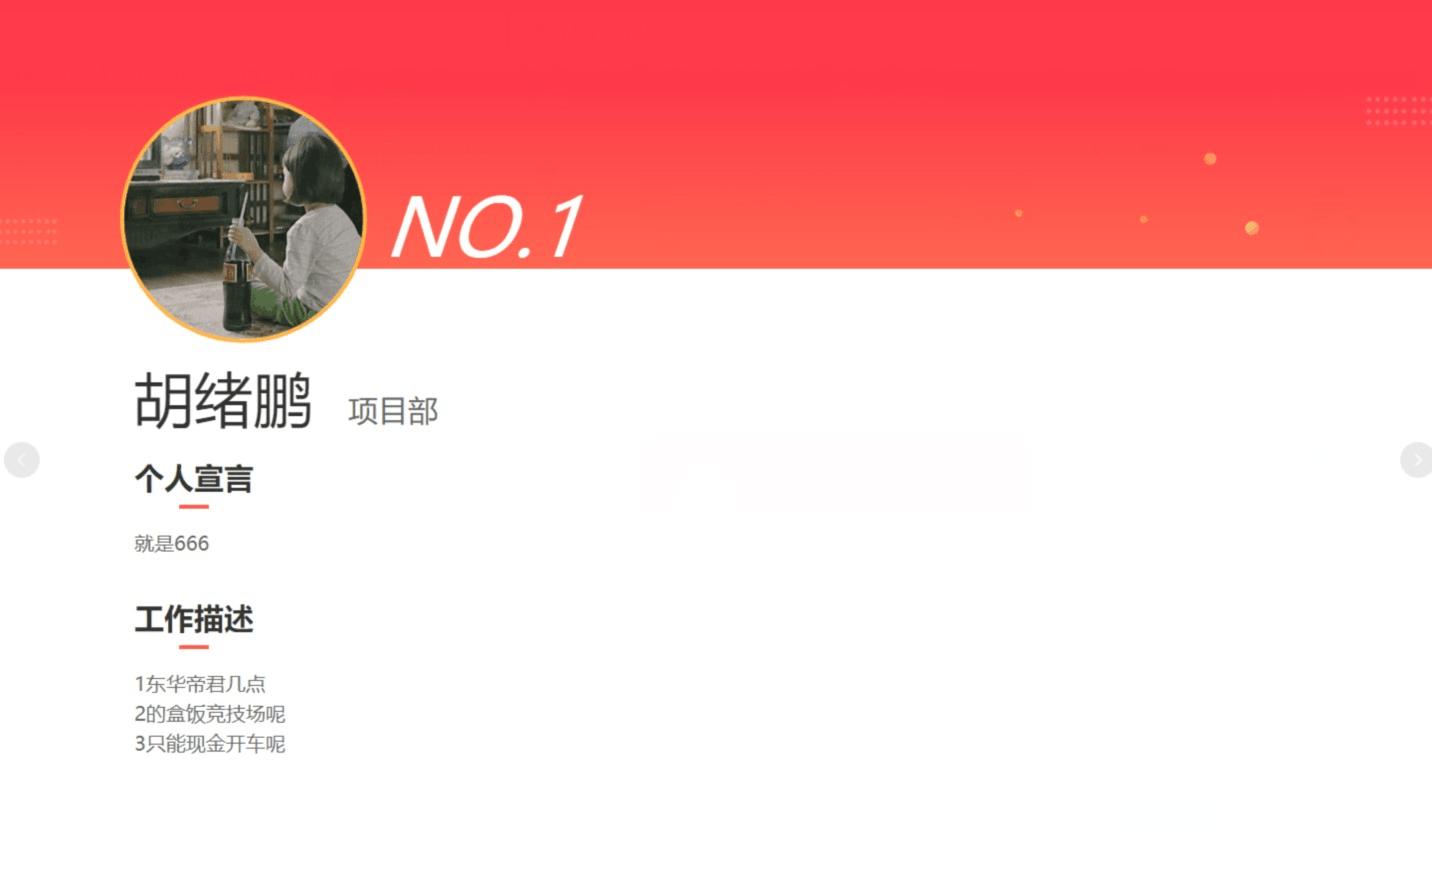 NO.1
胡绪鹏 项目部
个人宣言
就是666
工作描述
1东华帝君几点
2的盒饭竞技场呢
3只能现金开车呢